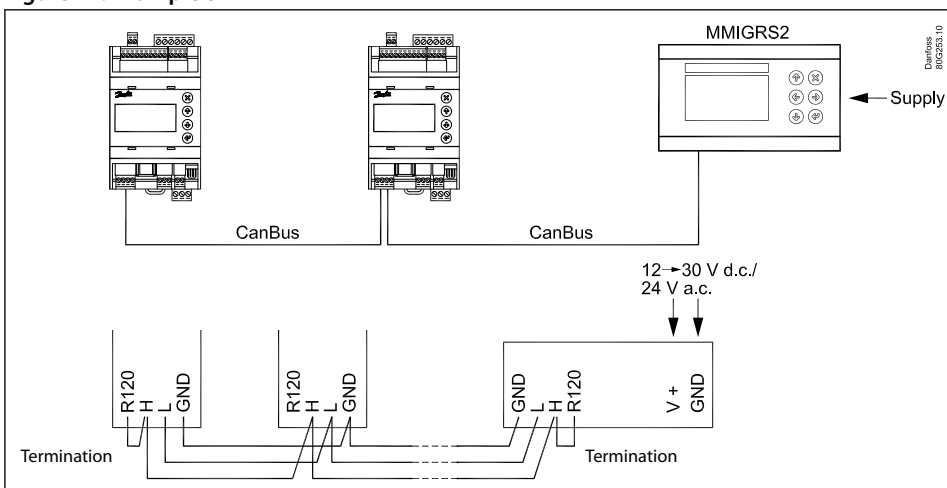 MMIGRS2
Danfoss
80G253.10
Supply
CanBus
CanBus
12→30 V d.c./
24 V a.c.
R120
H
L
GND
R120
H
L
GND
GND
L
H
R120
V +
GND
Termination
Termination